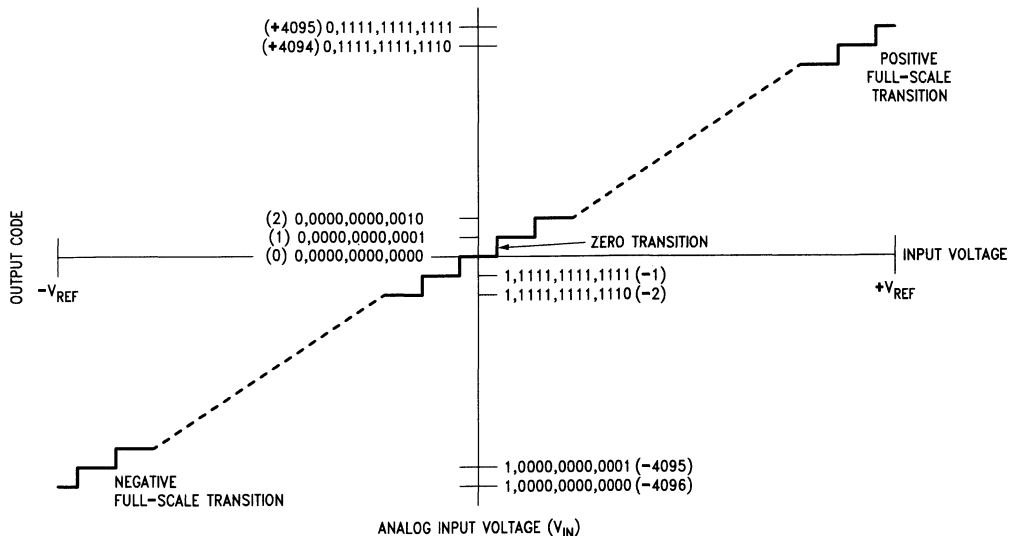 (+4095) 0,1111,1111,1111
(+4094) 0,1111,1111,1110
POSITIVE
FULL-SCALE
TRANSITION
(2) 0,0000,0000,0010
(1) 0,0000,0000,0001
(0) 0,0000,0000,0000
ZERO TRANSITION
OUTPUT CODE
INPUT VOLTAGE
-VREF
+VREF
1,1111,1111,1111 (-1)
1,1111,1111,1110 (-2)
1,0000,0000,0001 (-4095)
1,0000,0000,0000 (-4096)
NEGATIVE
FULL-SCALE TRANSITION
ANALOG INPUT VOLTAGE (VIN)